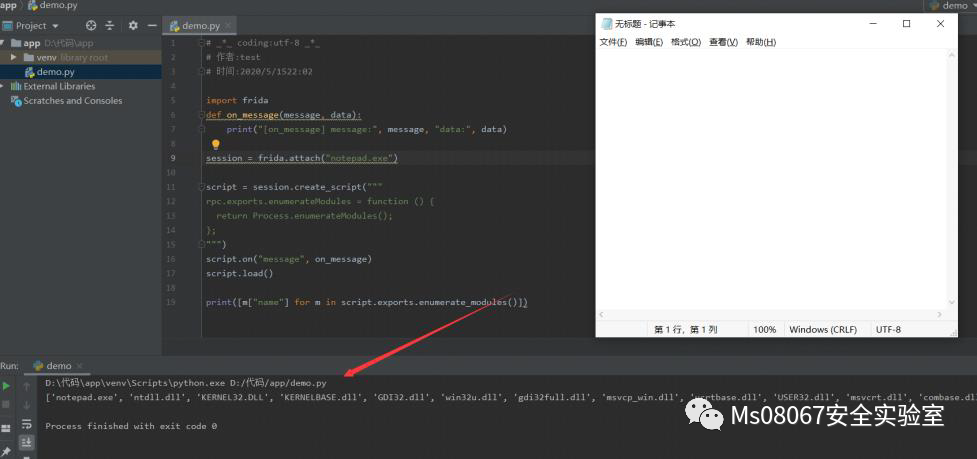 app demo.py
demo
Project
demo.py
app D:\代码\app
venv library root
demo.py
External Libraries
Scratches and Consoles
1 # _*_ coding:utf-8 _*_
2 # 作者:test
3 # 时间:2020/5/1522:02
4
5 import frida
6 def on_message(message, data):
7 print("[on_message] message:", message, "data:", data)
8
9 session = frida.attach("notepad.exe")
10
11 script = session.create_script("""
12 rpc.exports.enumerateModules = function () {
13 return Process.enumerateModules();
14 };
15 """)
16 script.on("message", on_message)
17 script.load()
18
19 print([m["name"] for m in script.exports.enumerate_modules()])
无标题 - 记事本
文件(F) 编辑(E) 格式(O) 查看(V) 帮助(H)
第 1 行，第 1 列 100% Windows (CRLF) UTF-8
Run: demo
D:\代码\app\venv\Scripts\python.exe D:/代码/app/demo.py
['notepad.exe', 'ntdll.dll', 'KERNEL32.DLL', 'KERNELBASE.dll', 'GDI32.dll', 'win32u.dll', 'gdi32full.dll', 'msvcp_win.dll', 'ucrtbase.dll', 'USER32.dll', 'msvcrt.dll', 'combase.dll
Process finished with exit code 0
Ms08067安全实验室